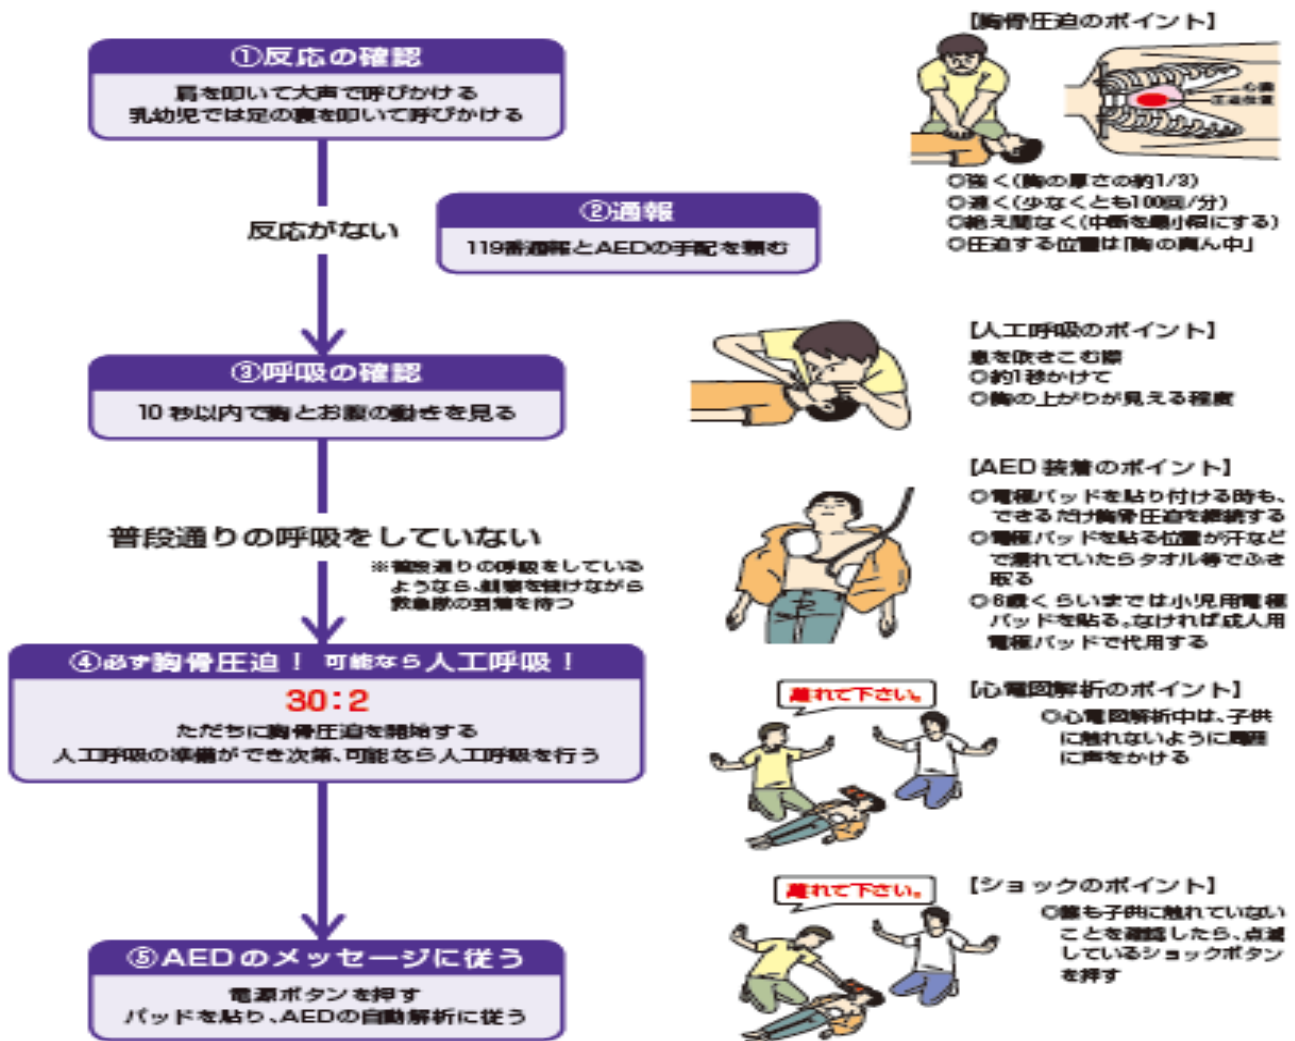 ①反応の確認
肩を叩いて大声で呼びかける
乳幼児では足の裏を叩いて呼びかける
反応がない
②通報
119番通報とAEDの手配を頼む
③呼吸の確認
10秒以内で胸とお腹の動きを見る
普段通りの呼吸をしていない
※普段通りの呼吸をしている
ようなら、観察を続けながら
救急隊の到着を待つ
④必ず胸骨圧迫！ 可能なら人工呼吸！
30：2
ただちに胸骨圧迫を開始する
人工呼吸の準備ができ次第、可能なら人工呼吸を行う
⑤AEDのメッセージに従う
電源ボタンを押す
パッドを貼り、AEDの自動解析に従う
【胸骨圧迫のポイント】
心臓
圧迫位置
◎強く（胸の厚さの約1/3）
◎速く（少なくとも100回/分）
◎絶え間なく（中断を最小限にする）
◎圧迫する位置は「胸の真ん中」
【人工呼吸のポイント】
息を吹きこむ際
◎約1秒かけて
◎胸の上がりが見える程度
【AED 装着のポイント】
◎電極パッドを貼り付ける時も、
できるだけ胸骨圧迫を継続する
◎電極パッドを貼る位置が汗など
で濡れていたらタオル等でふき
取る
◎6歳くらいまでは小児用電極
パッドを貼る。なければ成人用
電極パッドで代用する
【心電図解析のポイント】
離れて下さい。
◎心電図解析中は、子供
に触れないように周囲
に声をかける
【ショックのポイント】
離れて下さい。
◎誰も子供に触れていない
ことを確認したら、点滅
しているショックボタン
を押す